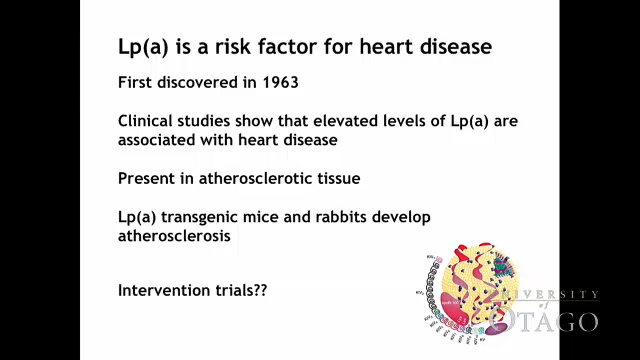 Lp(a) is a risk factor for heart disease
First discovered in 1963
Clinical studies show that elevated levels of Lp(a) are
associated with heart disease
Present in atherosclerotic tissue
Lp(a) transgenic mice and rabbits develop
atherosclerosis
Intervention trials??
UNIVERSITY
of
OTAGO